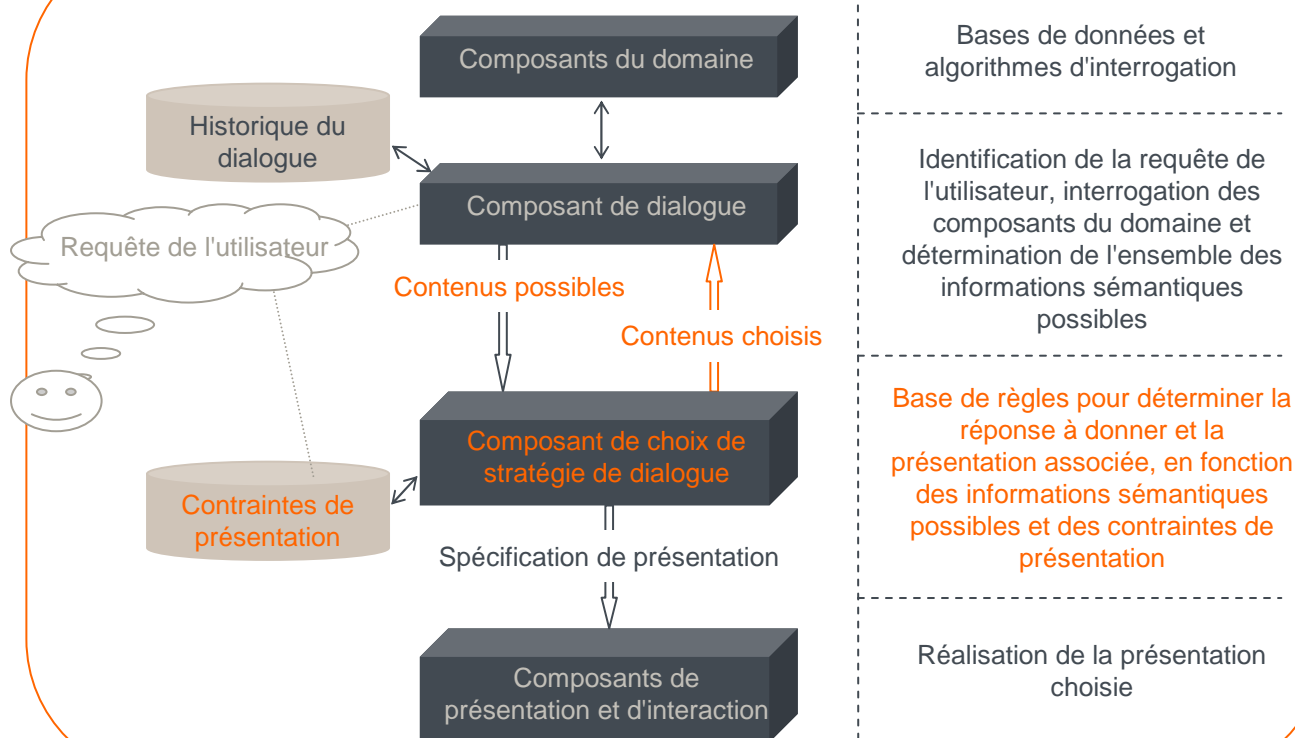 Composants du domaine
Bases de données et
algorithmes d'interrogation
Historique du
dialogue
Composant de dialogue
Identification de la requête de
l'utilisateur, interrogation des
composants du domaine et
détermination de l'ensemble des
informations sémantiques
possibles
Requête de l'utilisateur
Contenus possibles
Contenus choisis
Composant de choix de
stratégie de dialogue
Base de règles pour déterminer la
réponse à donner et la
présentation associée, en fonction
des informations sémantiques
possibles et des contraintes de
présentation
Contraintes de
présentation
Spécification de présentation
Composants de
présentation et d'interaction
Réalisation de la présentation
choisie